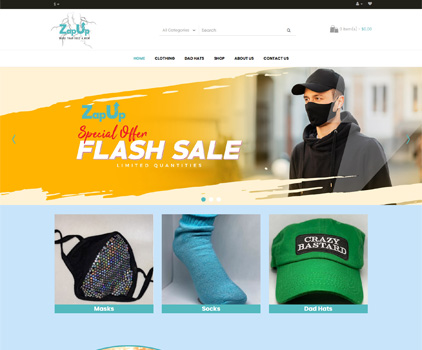 ZapUp
All Categories
Search
0 item(s) - $0.00
HOME CLOTHING DAD HATS SHOP ABOUT US CONTACT US
ZapUp
Special Offer
FLASH SALE
LIMITED QUANTITIES
CRAZY
BASTARD
Masks Socks Dad Hats